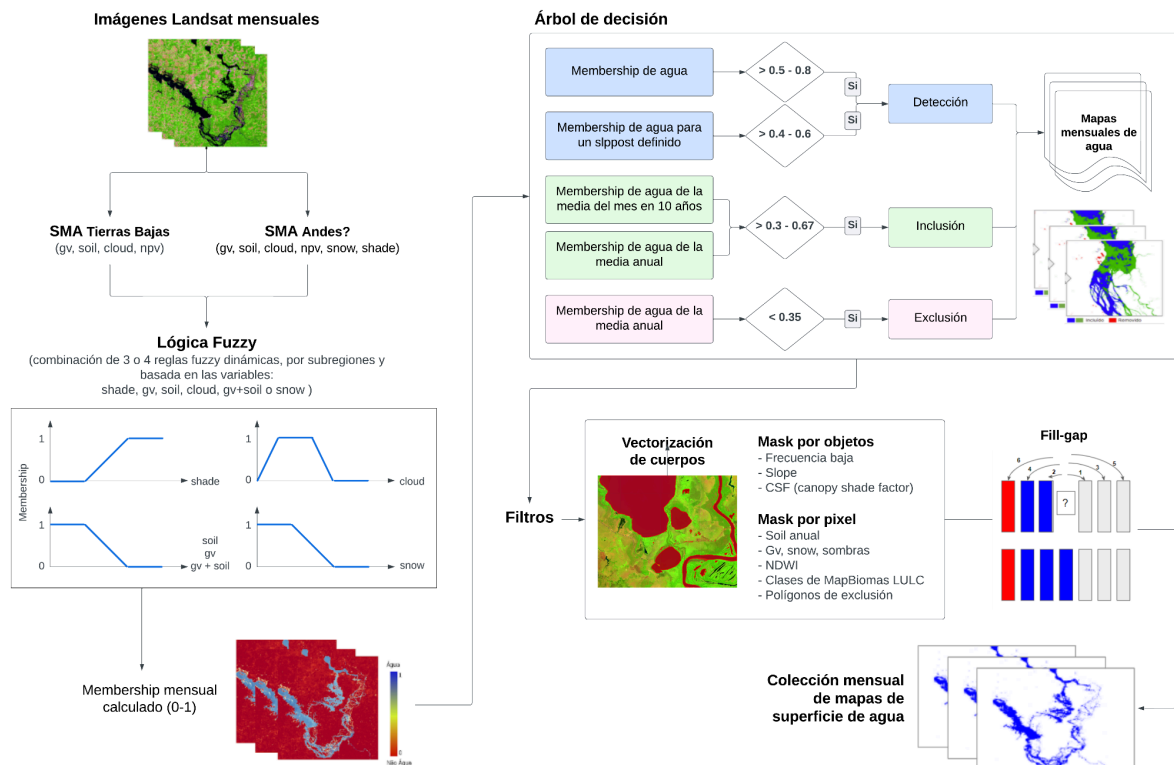 Imágenes Landsat mensuales
SMA Tierras Bajas
(gv, soil, cloud, npv)
SMA Andes?
(gv, soil, cloud, npv, snow, shade)
Lógica Fuzzy
(combinación de 3 o 4 reglas fuzzy dinámicas, por subregiones y
basada en las variables:
shade, gv, soil, cloud, gv+soil o snow )
Membership
1
0
shade
1
0
cloud
1
0
soil
gv
gv + soil
1
0
snow
Membership mensual
calculado (0-1)
Água
1
0
Não Água
Árbol de decisión
Membership de agua
> 0.5 - 0.8
Si
Membership de agua para
un slppost definido
> 0.4 - 0.6
Si
Detección
Membership de agua de la
media del mes en 10 años
Membership de agua de la
media anual
> 0.3 - 0.67
Si
Inclusión
Membership de agua de la
media anual
< 0.35
Si
Exclusión
Mapas
mensuales de
agua
Incluído
Removido
Filtros
Vectorización
de cuerpos
Mask por objetos
- Frecuencia baja
- Slope
- CSF (canopy shade factor)
Mask por pixel
- Soil anual
- Gv, snow, sombras
- NDWI
- Clases de MapBiomas LULC
- Polígonos de exclusión
Fill-gap
6
4
2
1
3
5
?
Colección mensual
de mapas de
superficie de agua